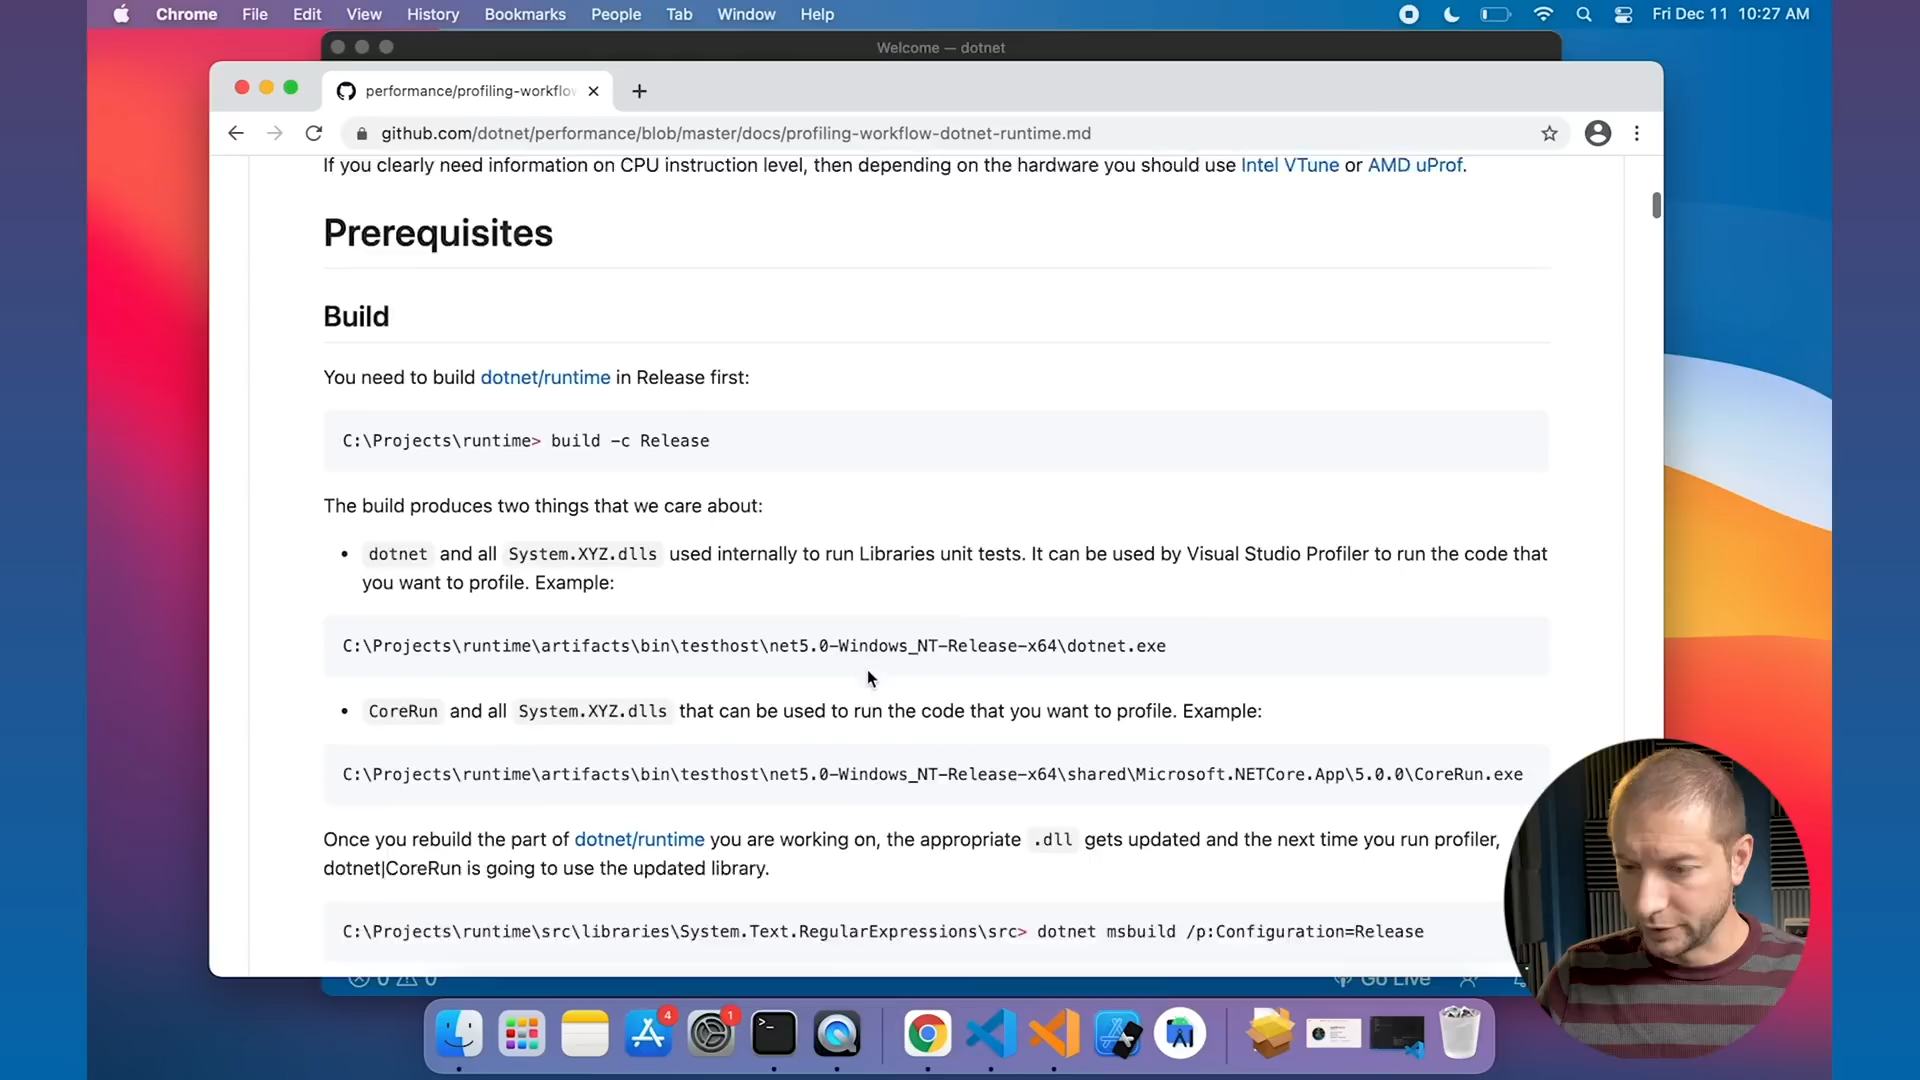 Chrome File Edit View History Bookmarks People Tab Window Help Fri Dec 11 10:27 AM
Welcome — dotnet
performance/profiling-workflow
github.com/dotnet/performance/blob/master/docs/profiling-workflow-dotnet-runtime.md
If you clearly need information on CPU instruction level, then depending on the hardware you should use Intel VTune or AMD uProf.
Prerequisites
Build
You need to build dotnet/runtime in Release first:
C:\Projects\runtime> build -c Release
The build produces two things that we care about:
• dotnet and all System.XYZ.dlls used internally to run Libraries unit tests. It can be used by Visual Studio Profiler to run the code that
you want to profile. Example:
C:\Projects\runtime\artifacts\bin\testhost\net5.0-Windows_NT-Release-x64\dotnet.exe
• CoreRun and all System.XYZ.dlls that can be used to run the code that you want to profile. Example:
C:\Projects\runtime\artifacts\bin\testhost\net5.0-Windows_NT-Release-x64\shared\Microsoft.NETCore.App\5.0.0\CoreRun.exe
Once you rebuild the part of dotnet/runtime you are working on, the appropriate .dll gets updated and the next time you run profiler,
dotnet|CoreRun is going to use the updated library.
C:\Projects\runtime\src\libraries\System.Text.RegularExpressions\src> dotnet msbuild /p:Configuration=Release
0 0 Go Live
4 1